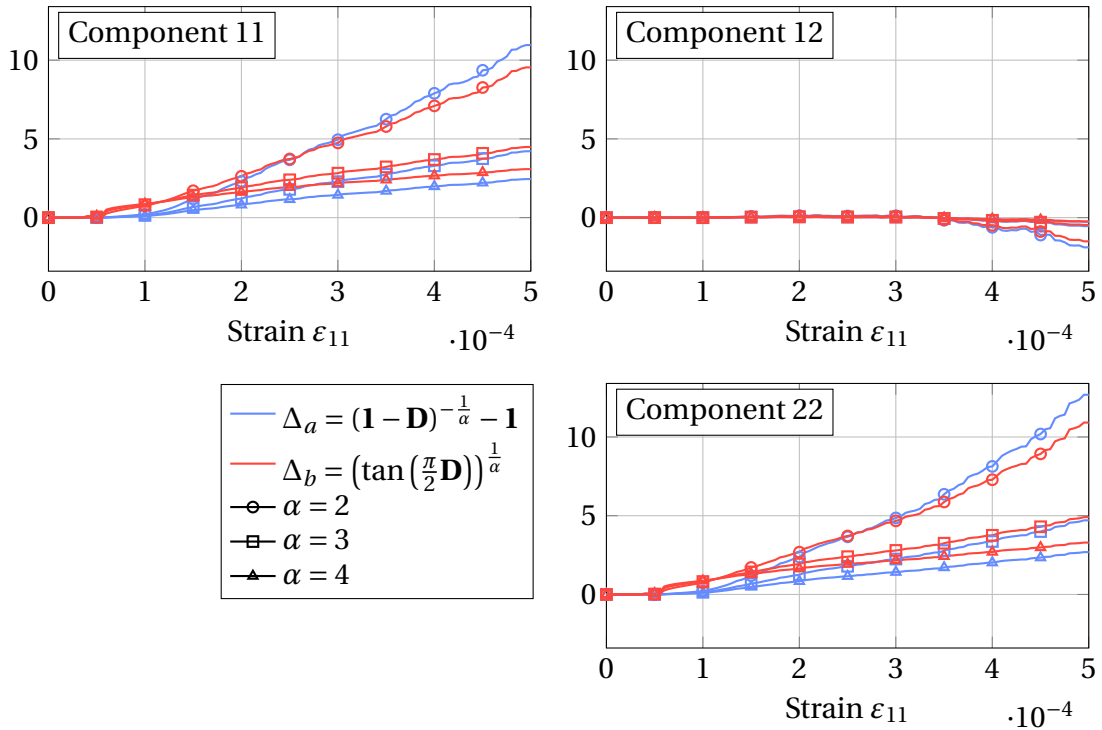 Component 11
10
5
0
0 1 2 3 4 5
Strain ε₁₁
·10⁻⁴
Component 12
10
5
0
0 1 2 3 4 5
Strain ε₁₁
·10⁻⁴
Δₐ = (𝟏 − 𝐃)^{−1/α} − 𝟏
Δ_b = (tan (π/2 𝐃))^{1/α}
α = 2
α = 3
α = 4
Component 22
10
5
0
0 1 2 3 4 5
Strain ε₁₁
·10⁻⁴